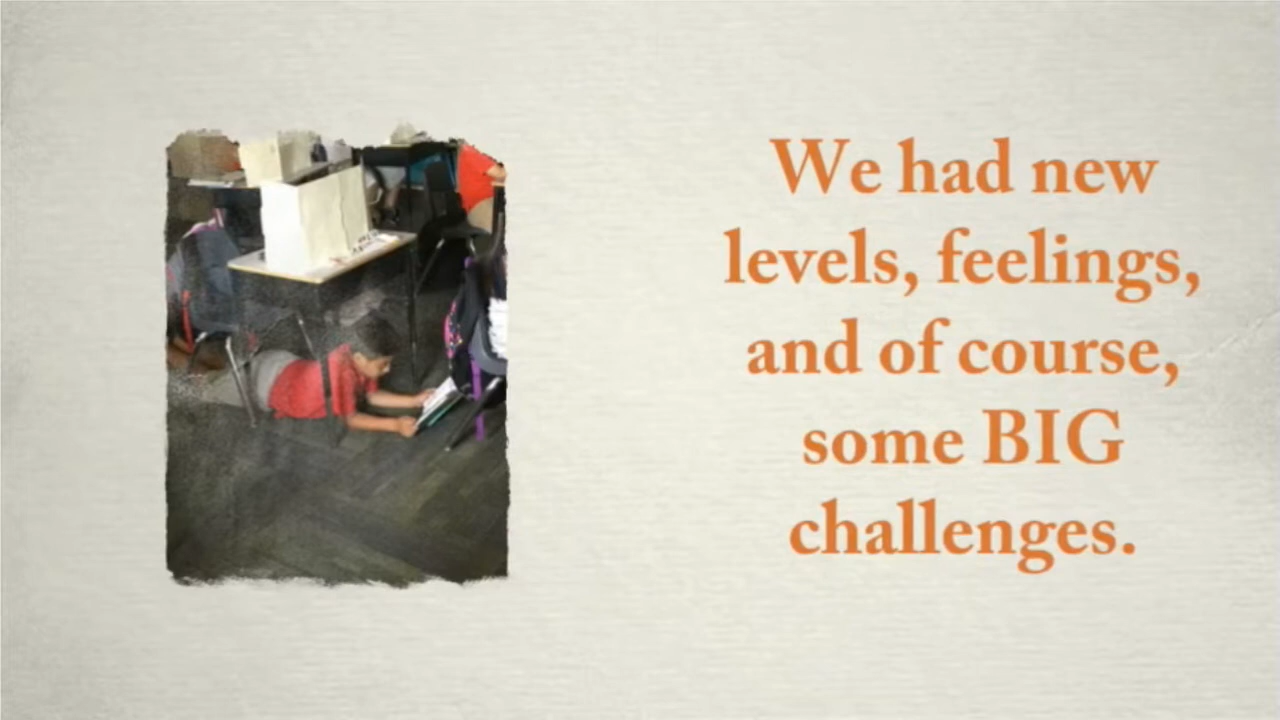 We had new
levels, feelings,
and of course,
some BIG
challenges.